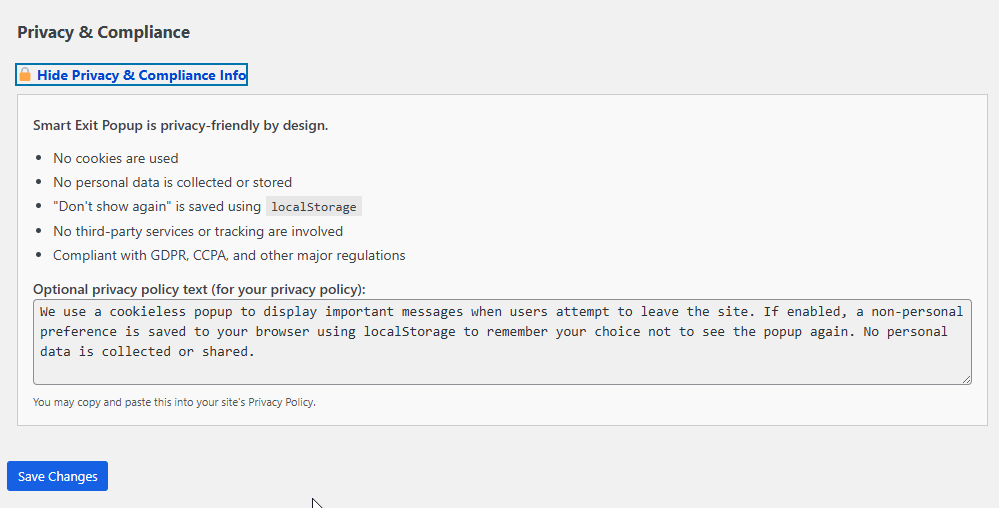 Privacy & Compliance
Hide Privacy & Compliance Info
Smart Exit Popup is privacy-friendly by design.
No cookies are used
No personal data is collected or stored
"Don't show again" is saved using localStorage
No third-party services or tracking are involved
Compliant with GDPR, CCPA, and other major regulations
Optional privacy policy text (for your privacy policy):
We use a cookieless popup to display important messages when users attempt to leave the site. If enabled, a non-personal
preference is saved to your browser using localStorage to remember your choice not to see the popup again. No personal
data is collected or shared.
You may copy and paste this into your site's Privacy Policy.
Save Changes